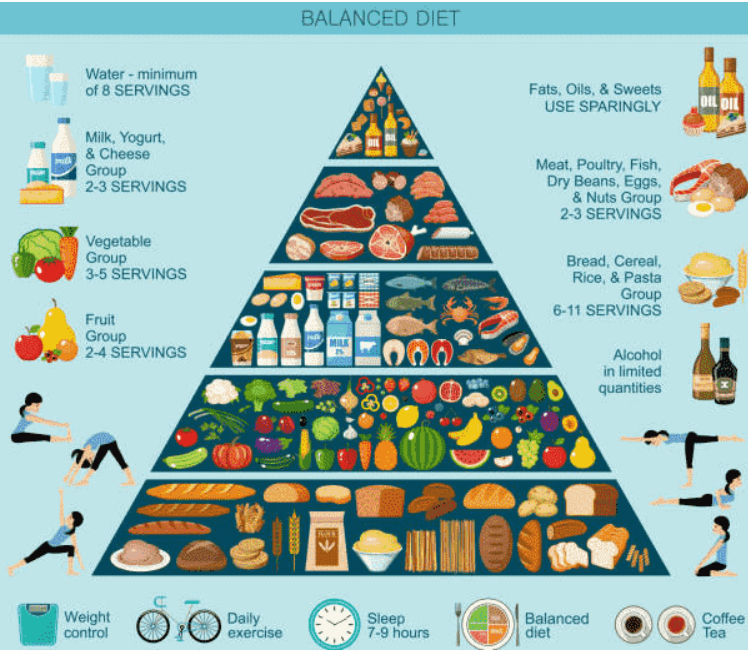 BALANCED DIET
Water - minimum
of 8 SERVINGS
Milk, Yogurt,
& Cheese
Group
2-3 SERVINGS
Vegetable
Group
3-5 SERVINGS
Fruit
Group
2-4 SERVINGS
Fats, Oils, & Sweets
USE SPARINGLY
Meat, Poultry, Fish,
Dry Beans, Eggs,
& Nuts Group
2-3 SERVINGS
Bread, Cereal,
Rice, & Pasta
Group
6-11 SERVINGS
Alcohol
in limited
quantities
OIL
OIL
milk
OIL
OIL
MILK
Weight
control
Daily
exercise
Sleep
7-9 hours
Balanced
diet
Coffee
Tea